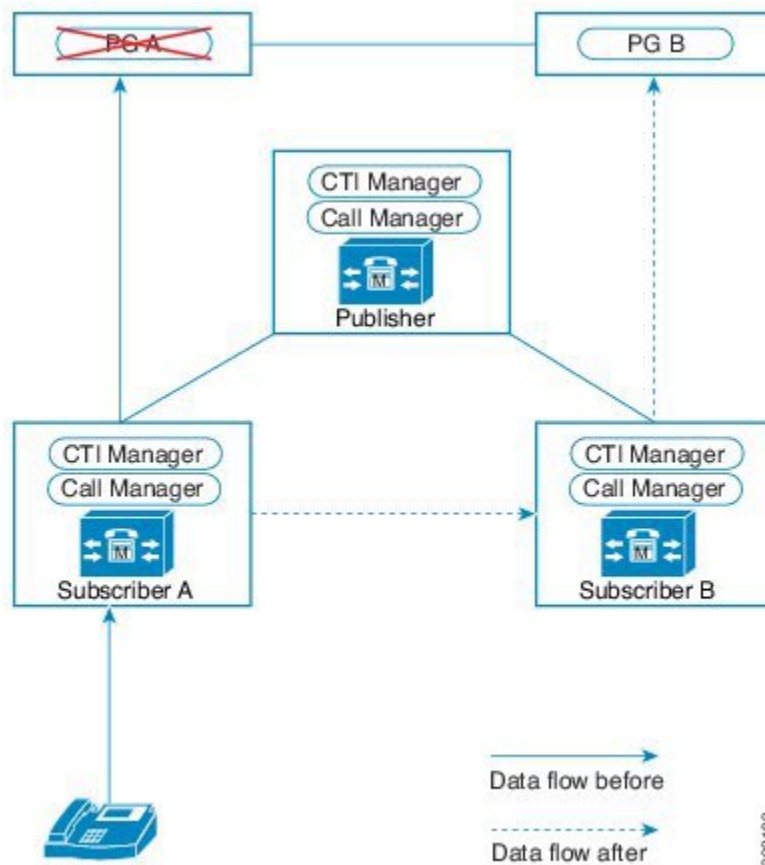 PG A
PG B
CTI Manager
Call Manager
M
Publisher
CTI Manager
Call Manager
M
Subscriber A
CTI Manager
Call Manager
M
Subscriber B
Data flow before
Data flow after